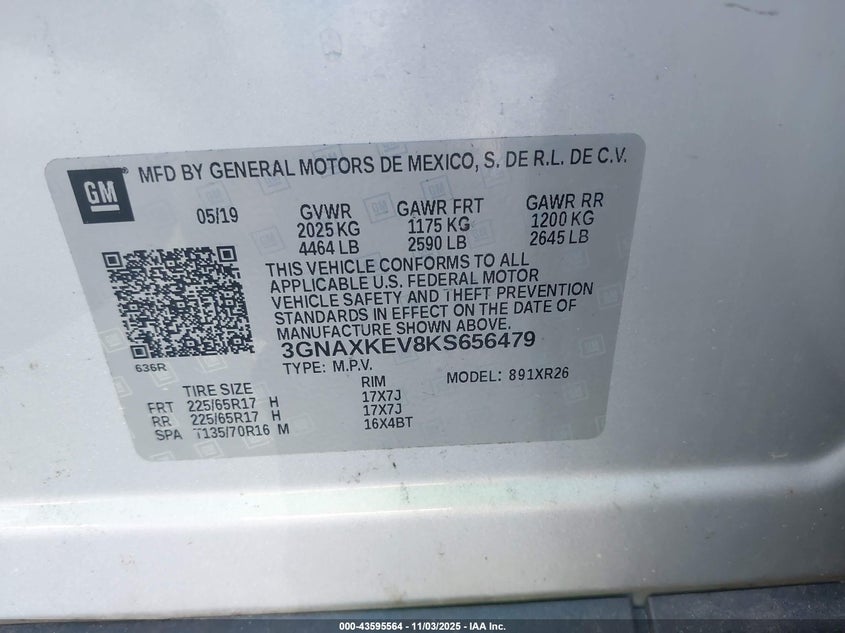 GM
MFD BY GENERAL MOTORS DE MEXICO, S. DE R.L. DE C.V.
05/19 GVWR GAWR FRT GAWR RR
2025 KG 1175 KG 1200 KG
4464 LB 2590 LB 2645 LB
THIS VEHICLE CONFORMS TO ALL
APPLICABLE U.S. FEDERAL MOTOR
VEHICLE SAFETY AND THEFT PREVENTION
STANDARDS IN EFFECT ON THE DATE OF
MANUFACTURE SHOWN ABOVE.
3GNAXKEV8KS656479
636R TYPE: M.P.V.
TIRE SIZE RIM MODEL: 891XR26
FRT 225/65R17 H 17X7J
RR 225/65R17 H 17X7J
SPA T135/70R16 M 16X4BT
000-43595564 - 11/03/2025 - IAA Inc.